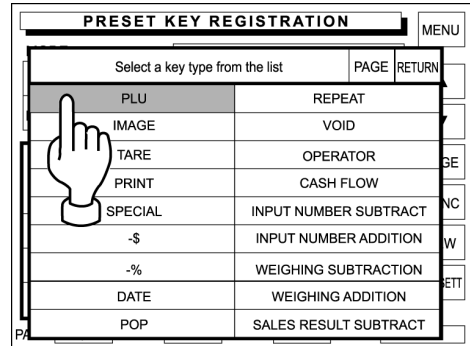 PRESET KEY REGISTRATION
MENU
Select a key type from the list PAGE RETURN
PLU REPEAT
IMAGE VOID
TARE OPERATOR
PRINT CASH FLOW
SPECIAL INPUT NUMBER SUBTRACT
-$ INPUT NUMBER ADDITION
-% WEIGHING SUBTRACTION
DATE WEIGHING ADDITION
POP SALES RESULT SUBTRACT